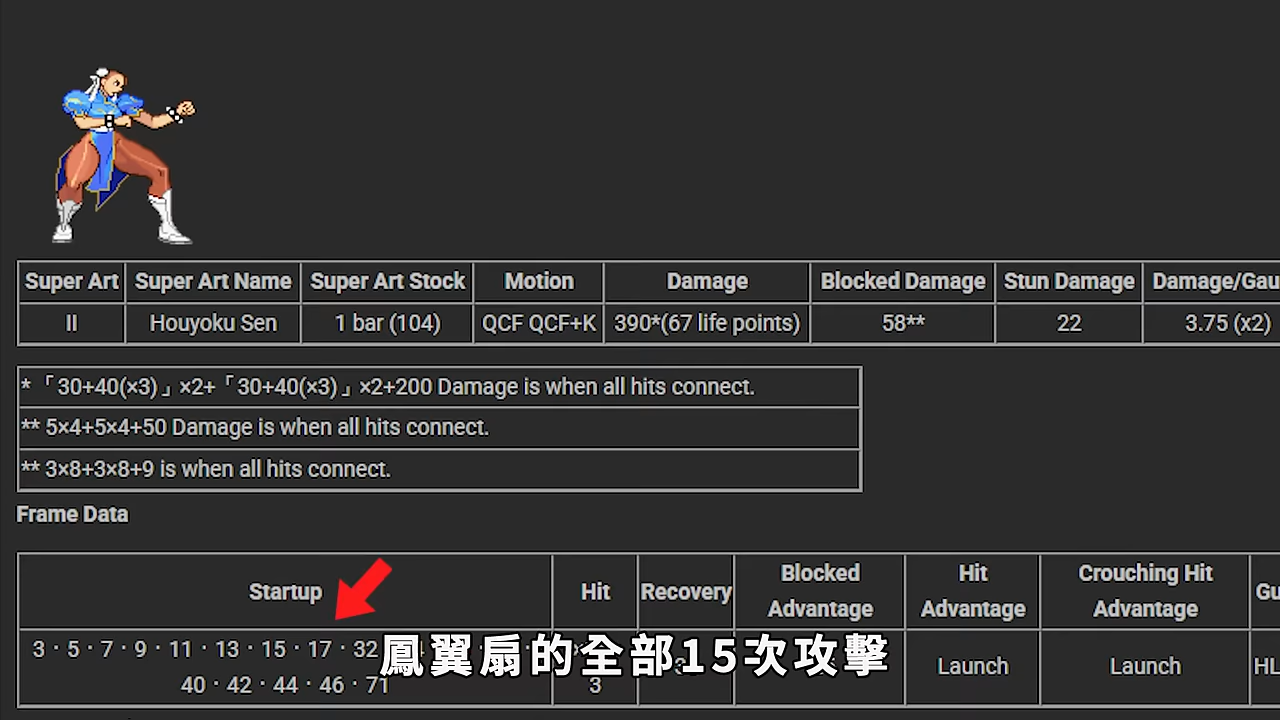 Super Art Super Art Name Super Art Stock Motion Damage Blocked Damage Stun Damage Damage/Gau
II Houyoku Sen 1 bar (104) QCF QCF+K 390*(67 life points) 58** 22 3.75 (x2)
* 「30+40(×3)」×2+「30+40(×3)」×2+200 Damage is when all hits connect.
** 5×4+5×4+50 Damage is when all hits connect.
** 3×8+3×8+9 is when all hits connect.
Frame Data
Startup Hit Recovery Blocked Advantage Hit Advantage Crouching Hit Advantage Gu
3 · 5 · 7 · 9 · 11 · 13 · 15 · 17 · 32
40 · 42 · 44 · 46 · 71 3 Launch Launch HL
鳳翼扇的全部15次攻擊